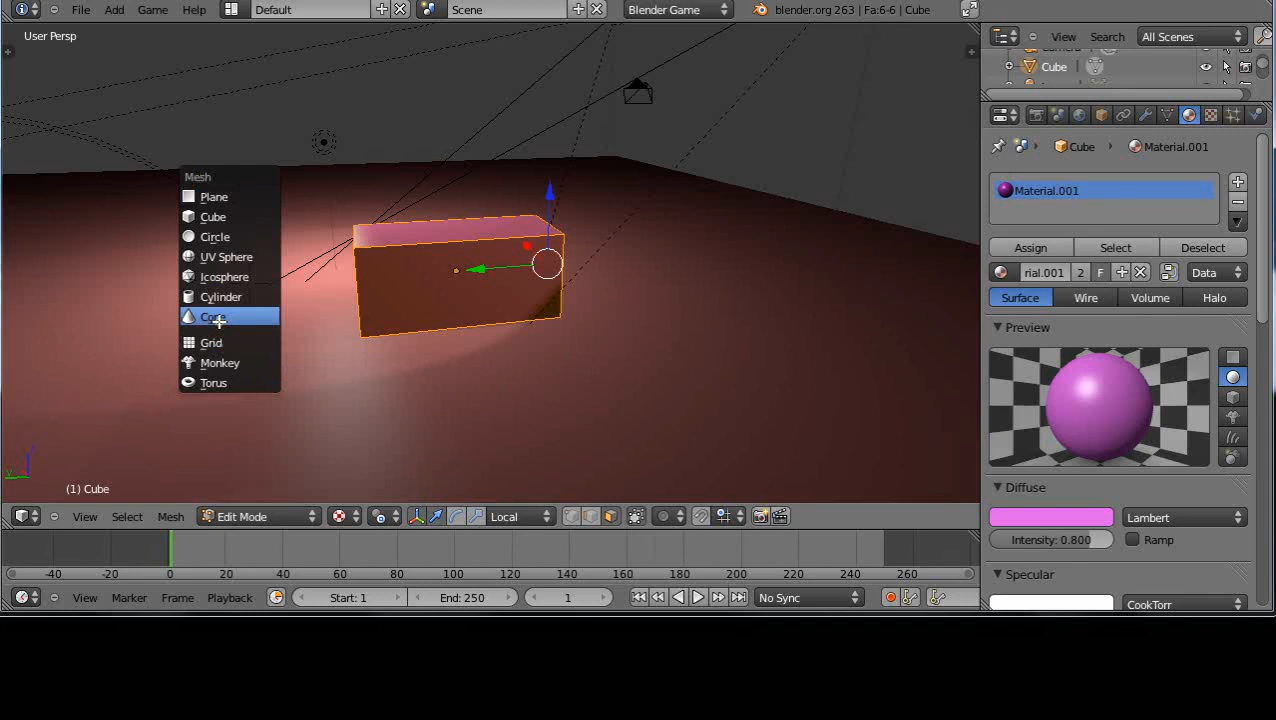 File Add Game Help Default Scene Blender Game blender.org 263 | Fa:6-6 | Cube
User Persp
View Search All Scenes
Cube
Cube Material.001
Mesh
Plane
Cube
Circle
UV Sphere
Icosphere
Cylinder
Grid
Monkey
Torus
Material.001
Assign Select Deselect
rial.001 2 F Data
Surface Wire Volume Halo
Preview
(1) Cube
Diffuse
View Select Mesh Edit Mode Local
Lambert
Intensity: 0.800 Ramp
-40 -20 0 20 40 60 80 100 120 140 160 180 200 220 240 260
Specular
View Marker Frame Playback Start: 1 End: 250 1 No Sync
CookTorr